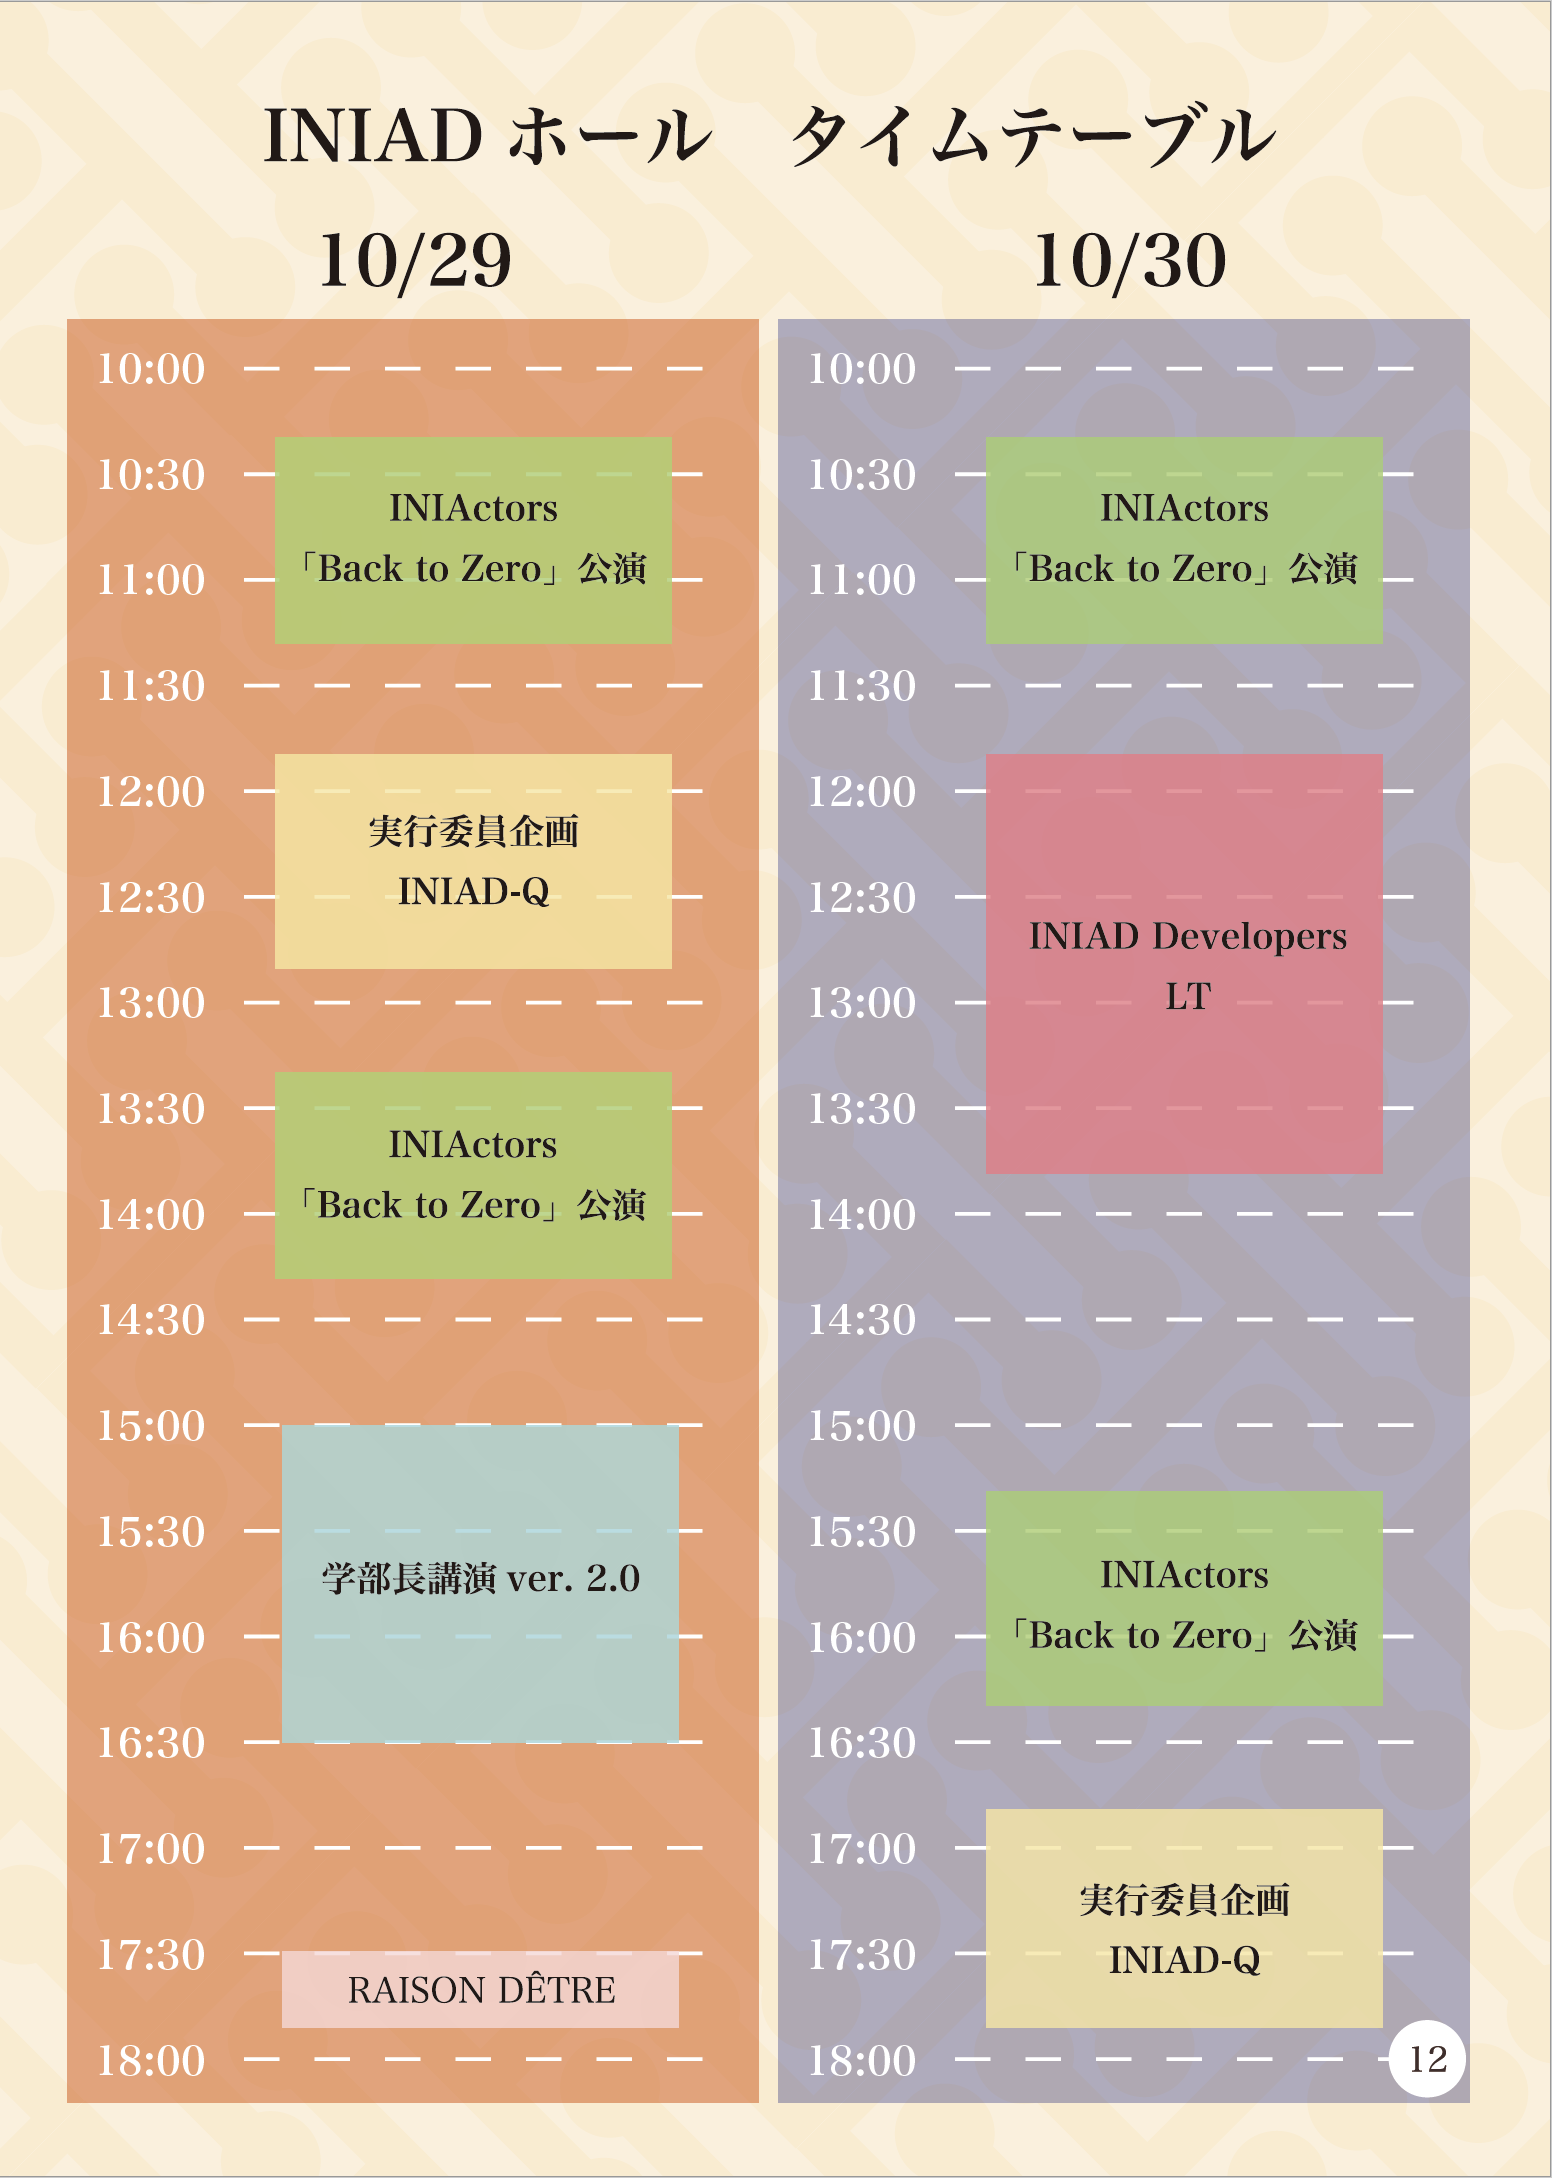 INIAD ホール　タイムテーブル
10/29
10:00
10:30
INIActors
「Back to Zero」公演
11:00
11:30
12:00
実行委員企画
INIAD-Q
12:30
13:00
13:30
INIActors
「Back to Zero」公演
14:00
14:30
15:00
15:30
学部長講演 ver. 2.0
16:00
16:30
17:00
17:30
RAISON DÊTRE
18:00
10/30
10:00
10:30
INIActors
「Back to Zero」公演
11:00
11:30
12:00
12:30
INIAD Developers
LT
13:00
13:30
14:00
14:30
15:00
15:30
INIActors
「Back to Zero」公演
16:00
16:30
17:00
実行委員企画
INIAD-Q
17:30
18:00
12